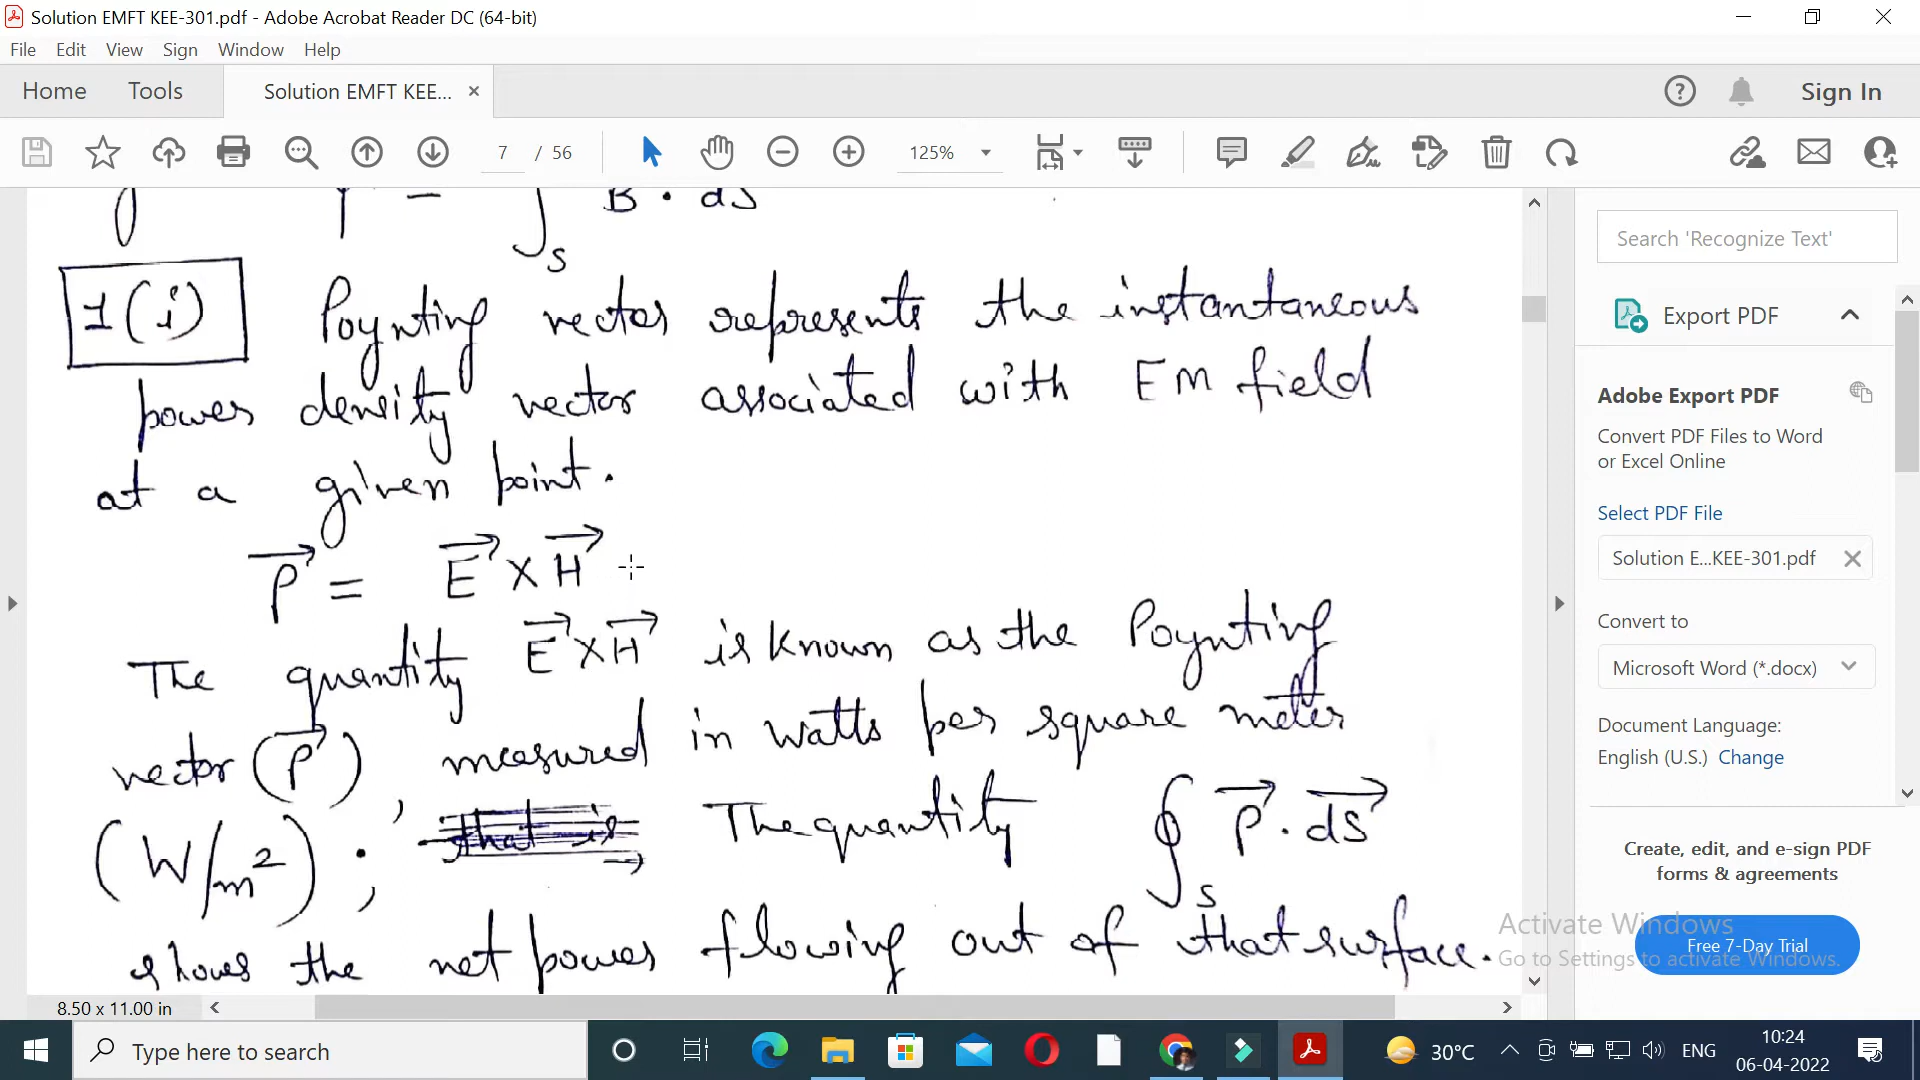 Solution EMFT KEE-301.pdf - Adobe Acrobat Reader DC (64-bit)
File Edit View Sign Window Help
Home Tools Solution EMFT KEE... × Sign In
7 / 56 125%
B · ds
S
1(i) Poynting vector represents the instantaneous
power density vector associated with EM field
at a given point.
P = E × H
The quantity E × H is known as the Poynting
vector (P), measured in watts per square meter
(W/m²); that is The quantity ∮ P · ds
S
shows the net power flowing out of that surface.
8.50 x 11.00 in
Search 'Recognize Text'
Export PDF
Adobe Export PDF
Convert PDF Files to Word
or Excel Online
Select PDF File
Solution E...KEE-301.pdf
Convert to
Microsoft Word (*.docx)
Document Language:
English (U.S.) Change
Create, edit, and e-sign PDF
forms & agreements
Free 7-Day Trial
Activate Windows
Go to Settings to activate Windows.
Type here to search
30°C ENG 10:24
06-04-2022